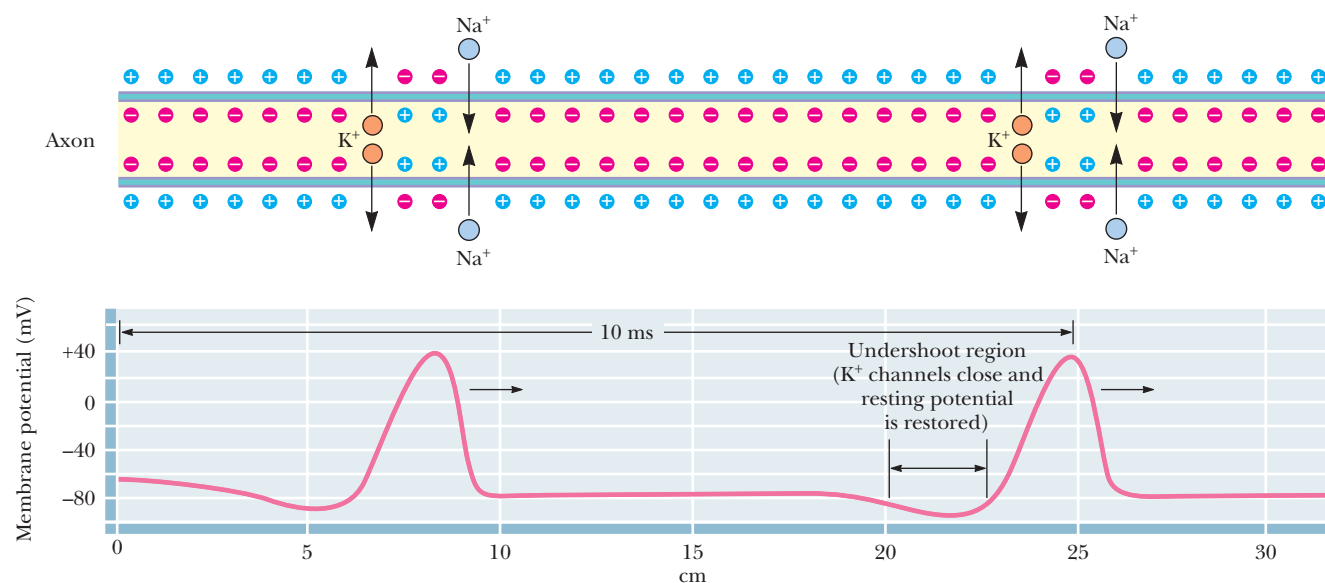 Na⁺ Na⁺
Axon
K⁺ K⁺
Na⁺ Na⁺
Membrane potential (mV)
+40
0
–40
–80
10 ms
Undershoot region
(K⁺ channels close and
resting potential
is restored)
0 5 10 15 20 25 30
cm